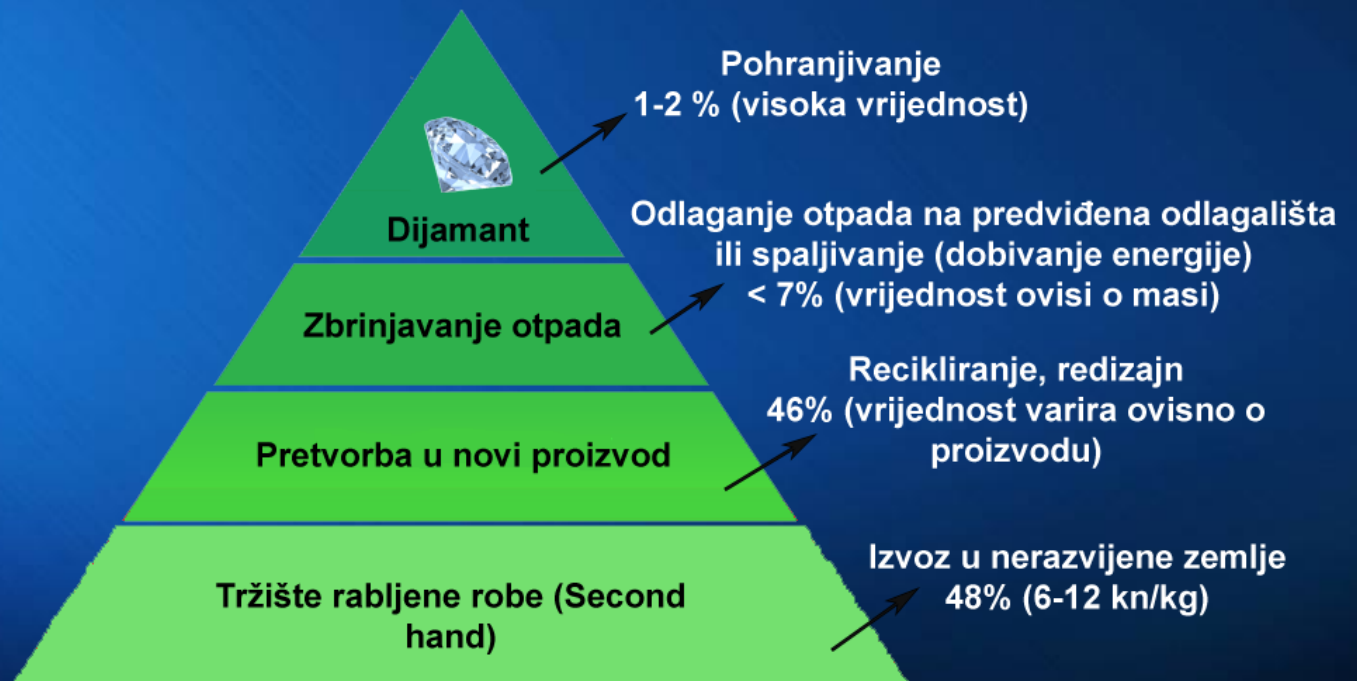 Pohranjivanje
1-2 % (visoka vrijednost)
Dijamant
Odlaganje otpada na predviđena odlagališta
ili spaljivanje (dobivanje energije)
< 7% (vrijednost ovisi o masi)
Zbrinjavanje otpada
Recikliranje, redizajn
46% (vrijednost varira ovisno o
proizvodu)
Pretvorba u novi proizvod
Izvoz u nerazvijene zemlje
48% (6-12 kn/kg)
Tržište rabljene robe (Second
hand)